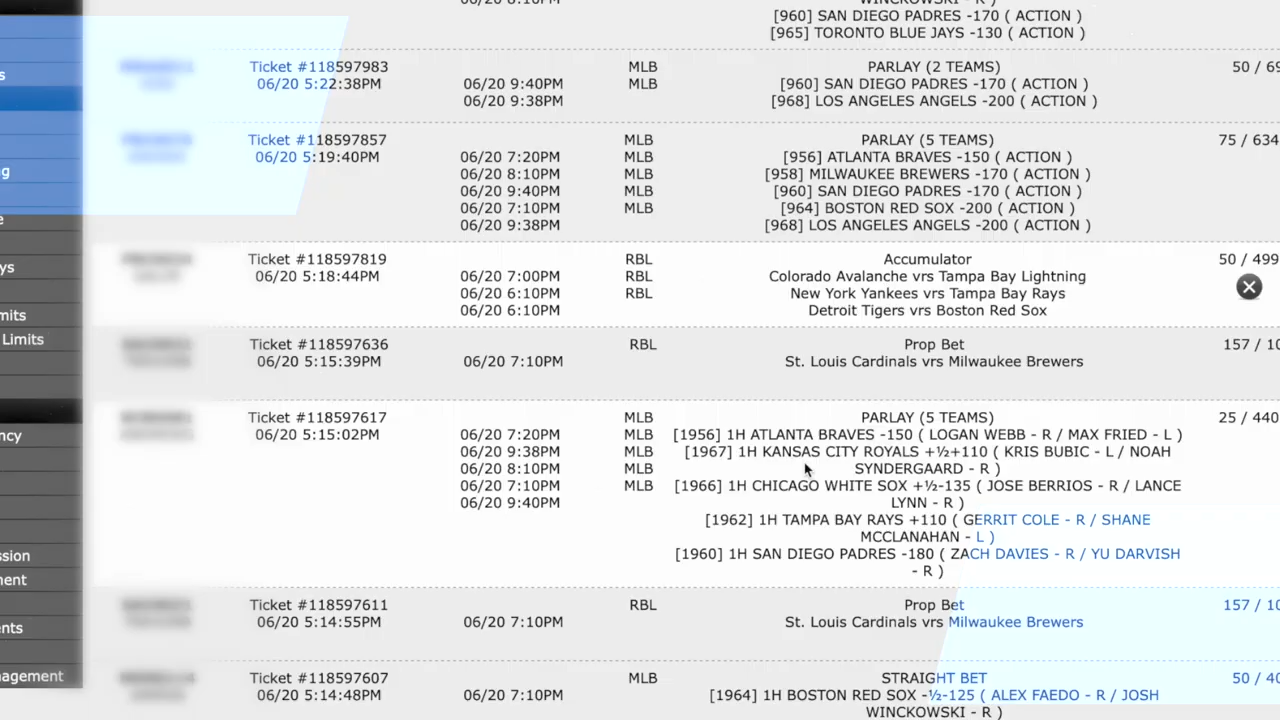 06/20 8:10PM WINCKOWSKI - R )
[960] SAN DIEGO PADRES -170 ( ACTION )
[965] TORONTO BLUE JAYS -130 ( ACTION )
s
Ticket #118597983 MLB PARLAY (2 TEAMS) 50 / 69
06/20 5:22:38PM 06/20 9:40PM MLB [960] SAN DIEGO PADRES -170 ( ACTION )
06/20 9:38PM [968] LOS ANGELES ANGELS -200 ( ACTION )
Ticket #118597857 MLB PARLAY (5 TEAMS) 75 / 634
06/20 5:19:40PM 06/20 7:20PM MLB [956] ATLANTA BRAVES -150 ( ACTION )
g 06/20 8:10PM MLB [958] MILWAUKEE BREWERS -170 ( ACTION )
06/20 9:40PM MLB [960] SAN DIEGO PADRES -170 ( ACTION )
06/20 7:10PM MLB [964] BOSTON RED SOX -200 ( ACTION )
e 06/20 9:38PM [968] LOS ANGELES ANGELS -200 ( ACTION )
Ticket #118597819 RBL Accumulator 50 / 499
ys 06/20 5:18:44PM 06/20 7:00PM RBL Colorado Avalanche vrs Tampa Bay Lightning
06/20 6:10PM RBL New York Yankees vrs Tampa Bay Rays
mits 06/20 6:10PM Detroit Tigers vrs Boston Red Sox
Limits Ticket #118597636 RBL Prop Bet 157 / 10
06/20 5:15:39PM 06/20 7:10PM St. Louis Cardinals vrs Milwaukee Brewers
Ticket #118597617 MLB PARLAY (5 TEAMS) 25 / 440
ncy 06/20 5:15:02PM 06/20 7:20PM MLB [1956] 1H ATLANTA BRAVES -150 ( LOGAN WEBB - R / MAX FRIED - L )
06/20 9:38PM MLB [1967] 1H KANSAS CITY ROYALS +½+110 ( KRIS BUBIC - L / NOAH
06/20 8:10PM MLB SYNDERGAARD - R )
06/20 7:10PM MLB [1966] 1H CHICAGO WHITE SOX +½-135 ( JOSE BERRIOS - R / LANCE
06/20 9:40PM LYNN - R )
[1962] 1H TAMPA BAY RAYS +110 ( GERRIT COLE - R / SHANE
MCCLANAHAN - L )
ssion [1960] 1H SAN DIEGO PADRES -180 ( ZACH DAVIES - R / YU DARVISH
ment - R )
Ticket #118597611 RBL Prop Bet 157 / 10
ents 06/20 5:14:55PM 06/20 7:10PM St. Louis Cardinals vrs Milwaukee Brewers
nagement Ticket #118597607 MLB STRAIGHT BET 50 / 40
06/20 5:14:48PM 06/20 7:10PM [1964] 1H BOSTON RED SOX -½-125 ( ALEX FAEDO - R / JOSH
WINCKOWSKI - R )